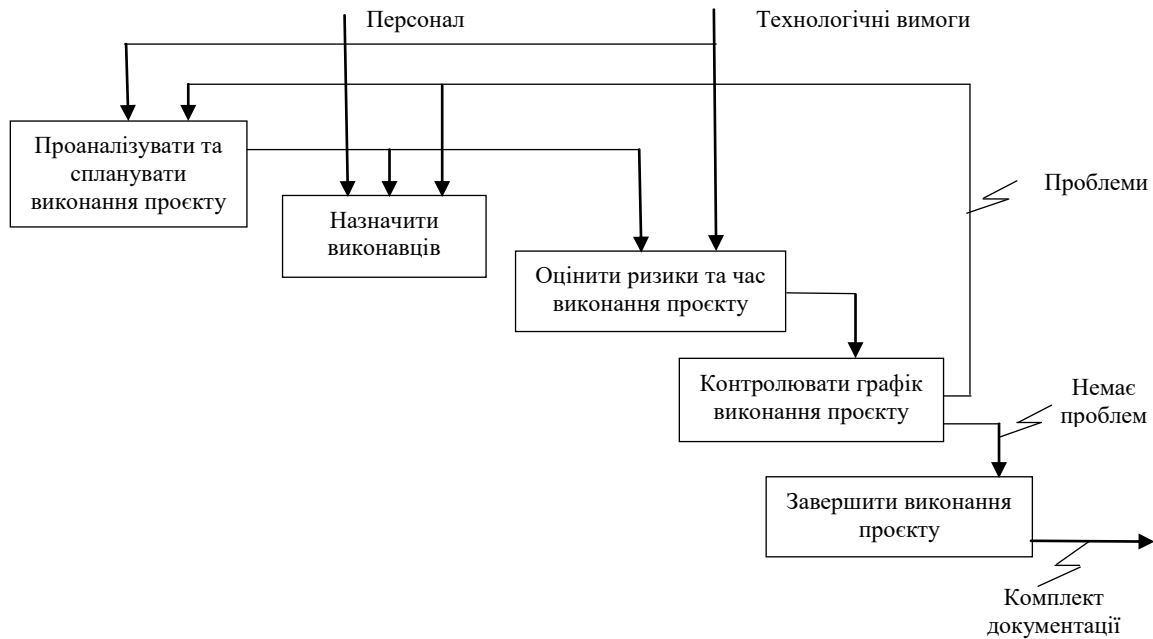 Персонал
Технологічні вимоги
Проаналізувати та
спланувати
виконання проєкту
Назначити
виконавців
Проблеми
Оцінити ризики та час
виконання проєкту
Контролювати графік
виконання проєкту
Немає
проблем
Завершити виконання
проєкту
Комплект
документації